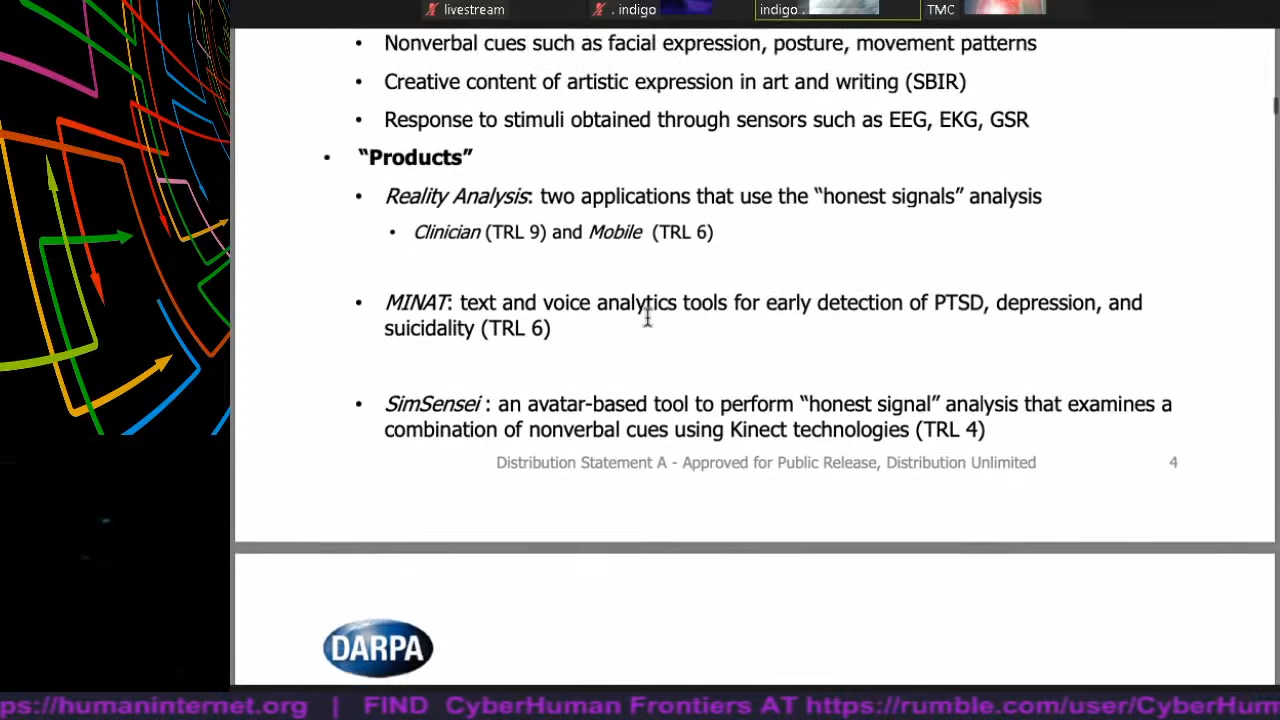 livestream
. indigo
indigo .
TMC
• Nonverbal cues such as facial expression, posture, movement patterns
• Creative content of artistic expression in art and writing (SBIR)
• Response to stimuli obtained through sensors such as EEG, EKG, GSR
• “Products”
• Reality Analysis: two applications that use the “honest signals” analysis
• Clinician (TRL 9) and Mobile (TRL 6)
• MINAT: text and voice analytics tools for early detection of PTSD, depression, and
suicidality (TRL 6)
• SimSensei : an avatar-based tool to perform “honest signal” analysis that examines a
combination of nonverbal cues using Kinect technologies (TRL 4)
Distribution Statement A - Approved for Public Release, Distribution Unlimited 4
DARPA
ps://humaninternet.org | FIND CyberHuman Frontiers AT https://rumble.com/user/CyberHum